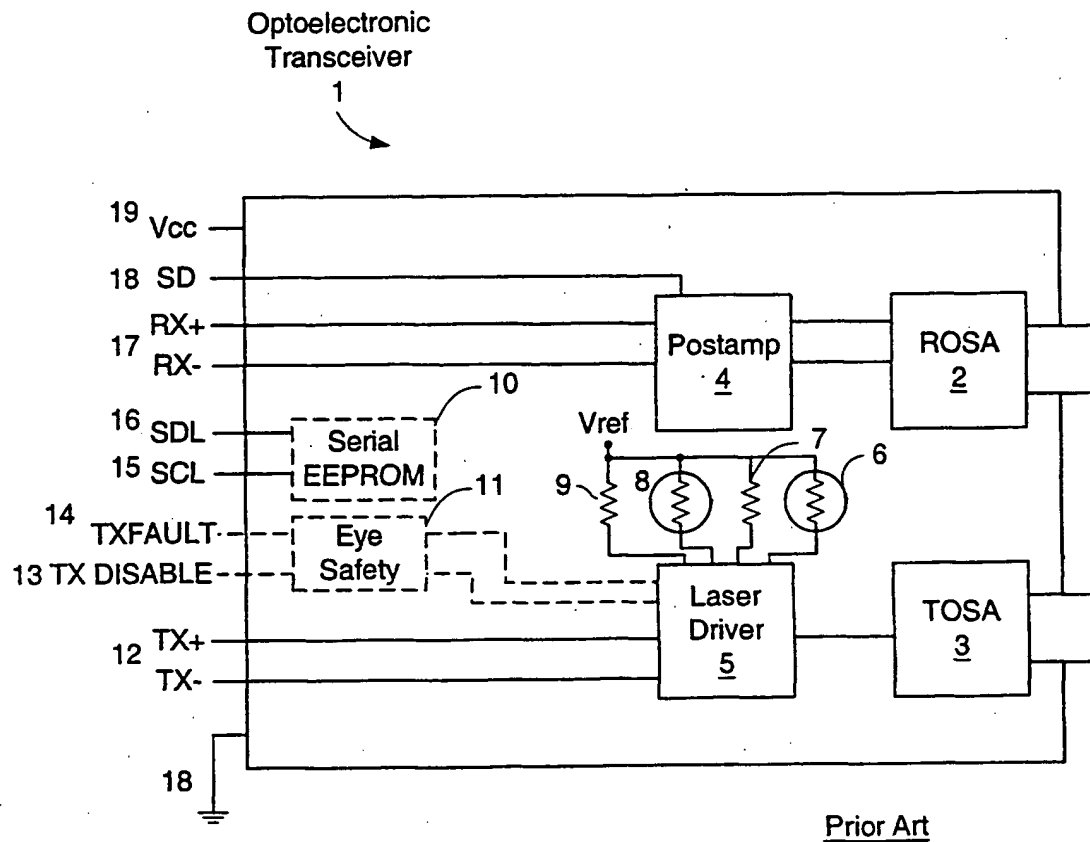 Optoelectronic
Transceiver
1
19 Vcc
18 SD
RX+
17
RX-
Postamp
4
ROSA
2
10
16 SDL
15 SCL
Serial
EEPROM
Vref
7
6
9
8
11
14 TXFAULT
13 TX DISABLE
Eye
Safety
12 TX+
TX-
Laser
Driver
5
TOSA
3
18
Prior Art